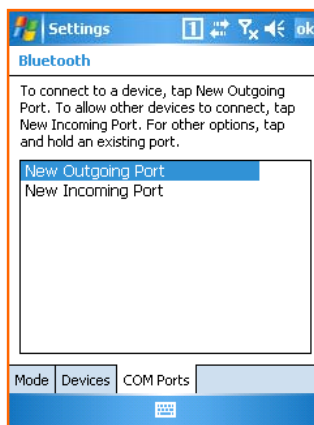 Settings
1
ok
Bluetooth
To connect to a device, tap New Outgoing
Port. To allow other devices to connect, tap
New Incoming Port. For other options, tap
and hold an existing port.
New Outgoing Port
New Incoming Port
Mode Devices COM Ports